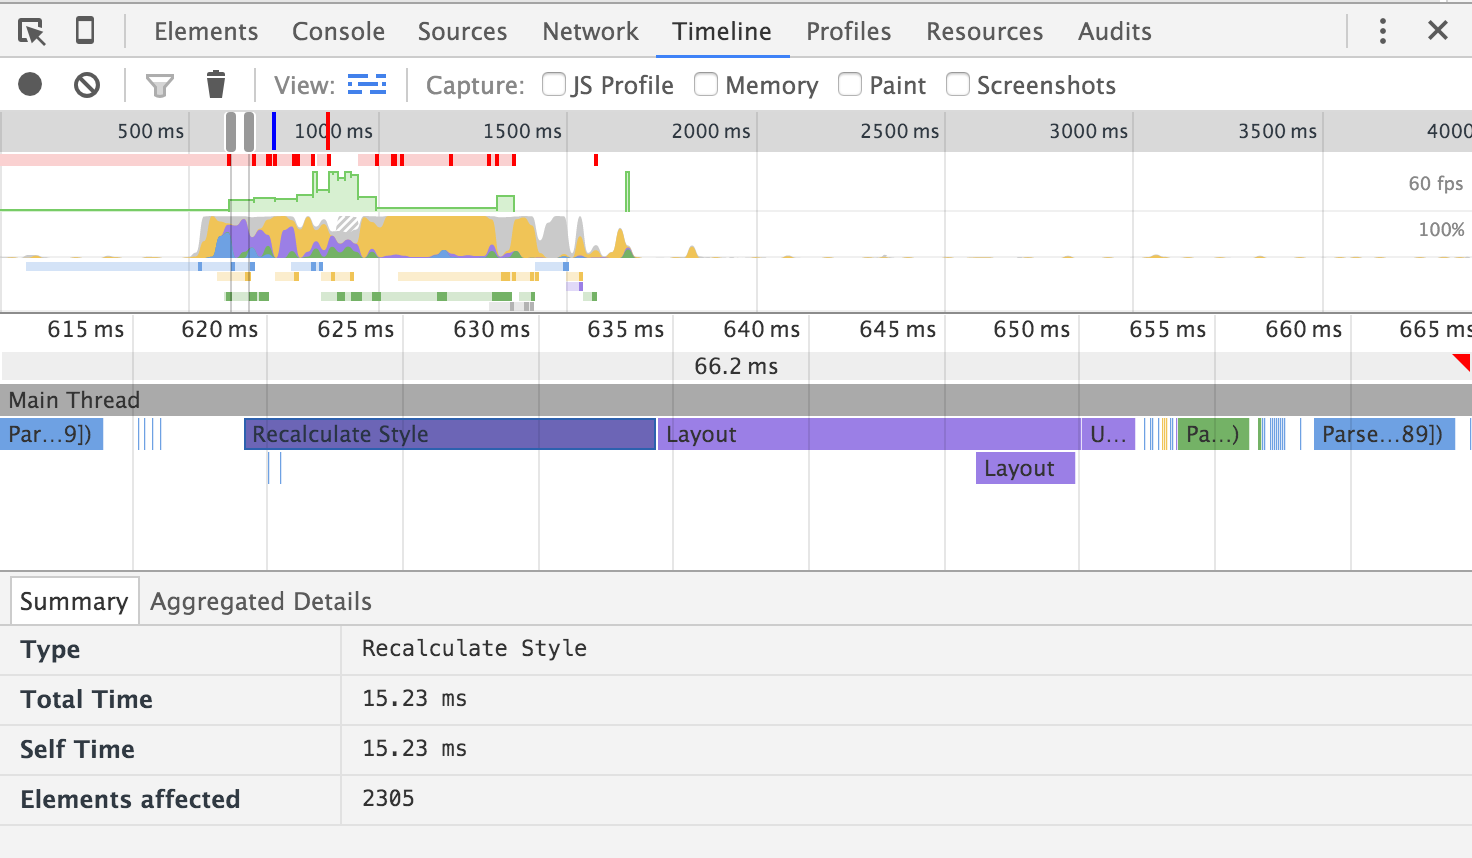 Elements Console Sources Network Timeline Profiles Resources Audits
View: Capture: JS Profile Memory Paint Screenshots
500 ms 1000 ms 1500 ms 2000 ms 2500 ms 3000 ms 3500 ms 4000
60 fps
100%
615 ms 620 ms 625 ms 630 ms 635 ms 640 ms 645 ms 650 ms 655 ms 660 ms 665 ms
66.2 ms
Main Thread
Par...9]) Recalculate Style Layout U... Pa...) Parse...89])
Layout
Summary Aggregated Details
Type Recalculate Style
Total Time 15.23 ms
Self Time 15.23 ms
Elements affected 2305